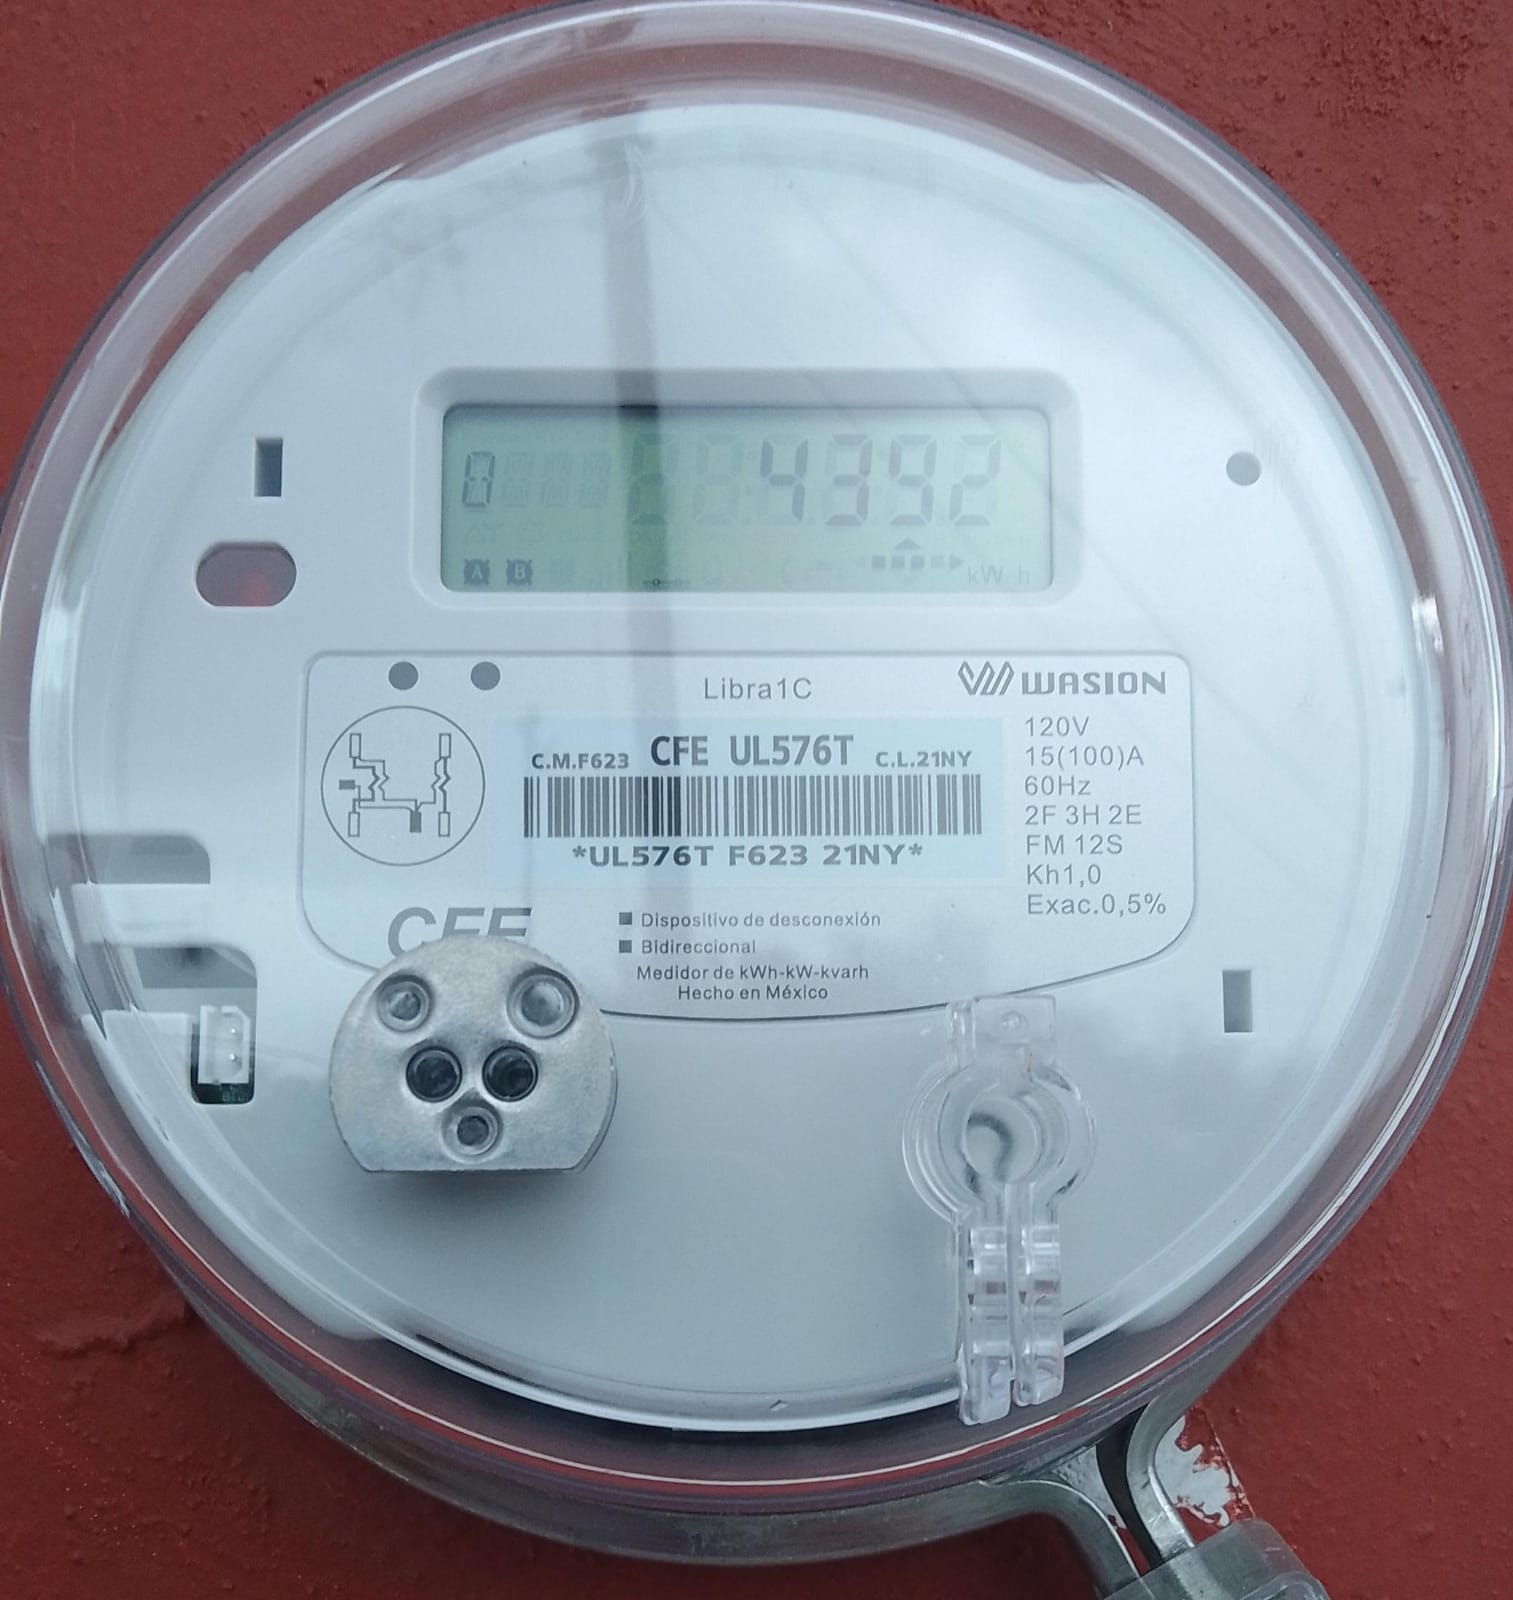 0 4392
A B kW h
Libra1C
WASION
C.M.F623 CFE UL576T C.L.21NY
*UL576T F623 21NY*
120V
15(100)A
60Hz
2F 3H 2E
FM 12S
Kh1,0
Exac.0,5%
CFE
Dispositivo de desconexión
Bidireccional
Medidor de kWh-kW-kvarh
Hecho en México